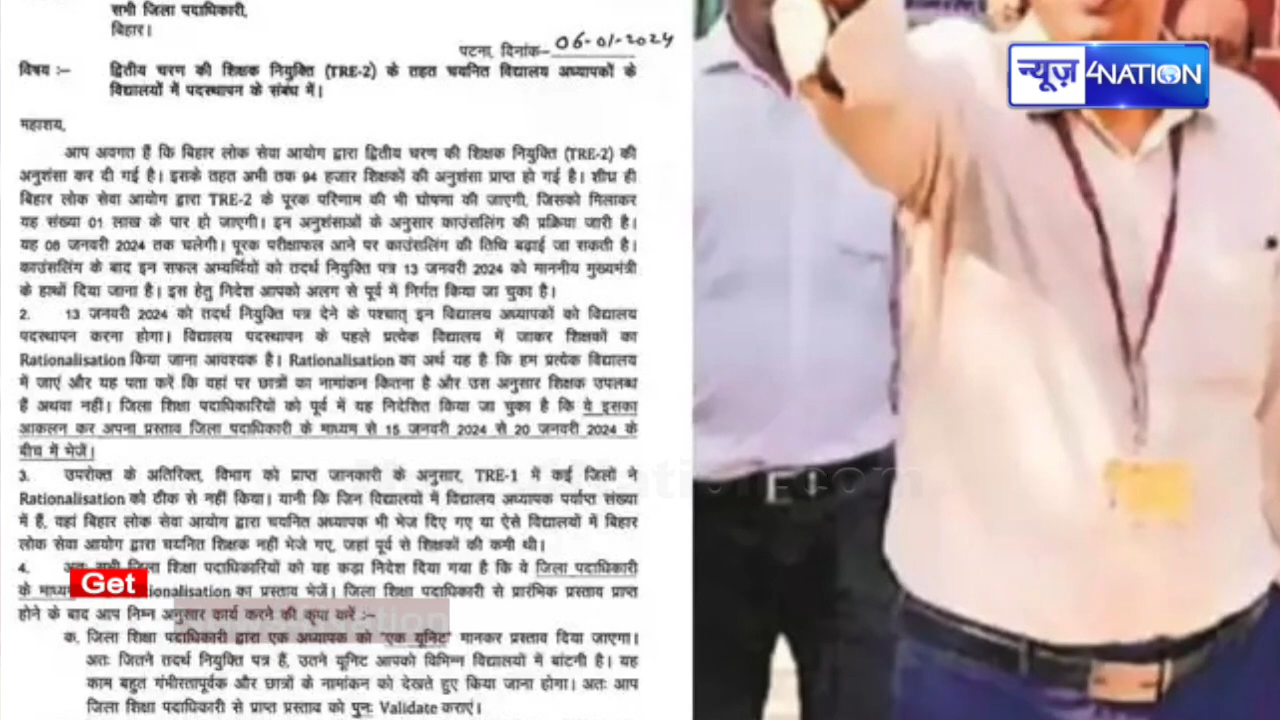 सभी जिला पदाधिकारी,
बिहार।
पटना, दिनांक- 06-01-2024
विषय :- द्वितीय चरण की शिक्षक नियुक्ति (TRE-2) के तहत चयनित विद्यालय अध्यापकों के
विद्यालयों में पदस्थापन के संबंध में।
महाशय,
आप अवगत हैं कि बिहार लोक सेवा आयोग द्वारा द्वितीय चरण की शिक्षक नियुक्ति (TRE-2) की
अनुशंसा कर दी गई है। इसके तहत अभी तक 94 हजार शिक्षकों की अनुशंसा प्राप्त हो गई है। शीघ्र ही
बिहार लोक सेवा आयोग द्वारा TRE-2 के पूरक परिणाम की भी घोषणा की जाएगी, जिसको मिलाकर
यह संख्या 01 लाख के पार हो जाएगी। इन अनुशंसाओं के अनुसार काउंसलिंग की प्रक्रिया जारी है।
यह 08 जनवरी 2024 तक चलेगी। पूरक परीक्षाफल आने पर काउंसलिंग की तिथि बढ़ाई जा सकती है।
काउंसलिंग के बाद इन सफल अभ्यर्थियों को तदर्थ नियुक्ति पत्र 13 जनवरी 2024 को माननीय मुख्यमंत्री
के हाथों दिया जाना है। इस हेतु निदेश आपको अलग से पूर्व में निर्गत किया जा चुका है।
2. 13 जनवरी 2024 को तदर्थ नियुक्ति पत्र देने के पश्चात् इन विद्यालय अध्यापकों को विद्यालय
पदस्थापन करना होगा। विद्यालय पदस्थापन के पहले प्रत्येक विद्यालय में जाकर शिक्षकों का
Rationalisation किया जाना आवश्यक है। Rationalisation का अर्थ यह है कि हम प्रत्येक विद्यालय
में जाएं और यह पता करें कि वहां पर छात्रों का नामांकन कितना है और उस अनुसार शिक्षक उपलब्ध
हैं अथवा नहीं। जिला शिक्षा पदाधिकारियों को पूर्व में यह निदेशित किया जा चुका है कि वे इसका
आकलन कर अपना प्रस्ताव जिला पदाधिकारी के माध्यम से 15 जनवरी 2024 से 20 जनवरी 2024 के
बीच में भेजें।
3. उपरोक्त के अतिरिक्त, विभाग को प्राप्त जानकारी के अनुसार, TRE-1 में कई जिलों ने
Rationalisation को ठीक से नहीं किया। यानी कि जिन विद्यालयों में विद्यालय अध्यापक पर्याप्त संख्या
में हैं, वहां बिहार लोक सेवा आयोग द्वारा चयनित अध्यापक भी भेज दिए गए या ऐसे विद्यालयों में बिहार
लोक सेवा आयोग द्वारा चयनित शिक्षक नहीं भेजे गए, जहां पूर्व से शिक्षकों की कमी थी।
4. जिला शिक्षा पदाधिकारियों को यह कड़ा निदेश दिया गया है कि वे जिला पदाधिकारी
के onalisation का प्रस्ताव भेजें। जिला शिक्षा पदाधिकारी से प्रारंभिक प्रस्ताव प्राप्त
होने के बाद आप निम्न अनुसार कार्य करने की कृपा करें :-
क. जिला शिक्षा पदाधिकारी द्वारा एक अध्यापक को "एक यूनिट" मानकर प्रस्ताव दिया जाएगा।
अतः जितने तदर्थ नियुक्ति पत्र हैं, उतने यूनिट आपको विभिन्न विद्यालयों में बांटनी है। यह
काम बहुत गंभीरतापूर्वक और छात्रों के नामांकन को देखते हुए किया जाना होगा। अतः आप
जिला शिक्षा पदाधिकारी से प्राप्त प्रस्ताव को पुनः Validate कराएं।
Get
न्यूज़ 4NATION